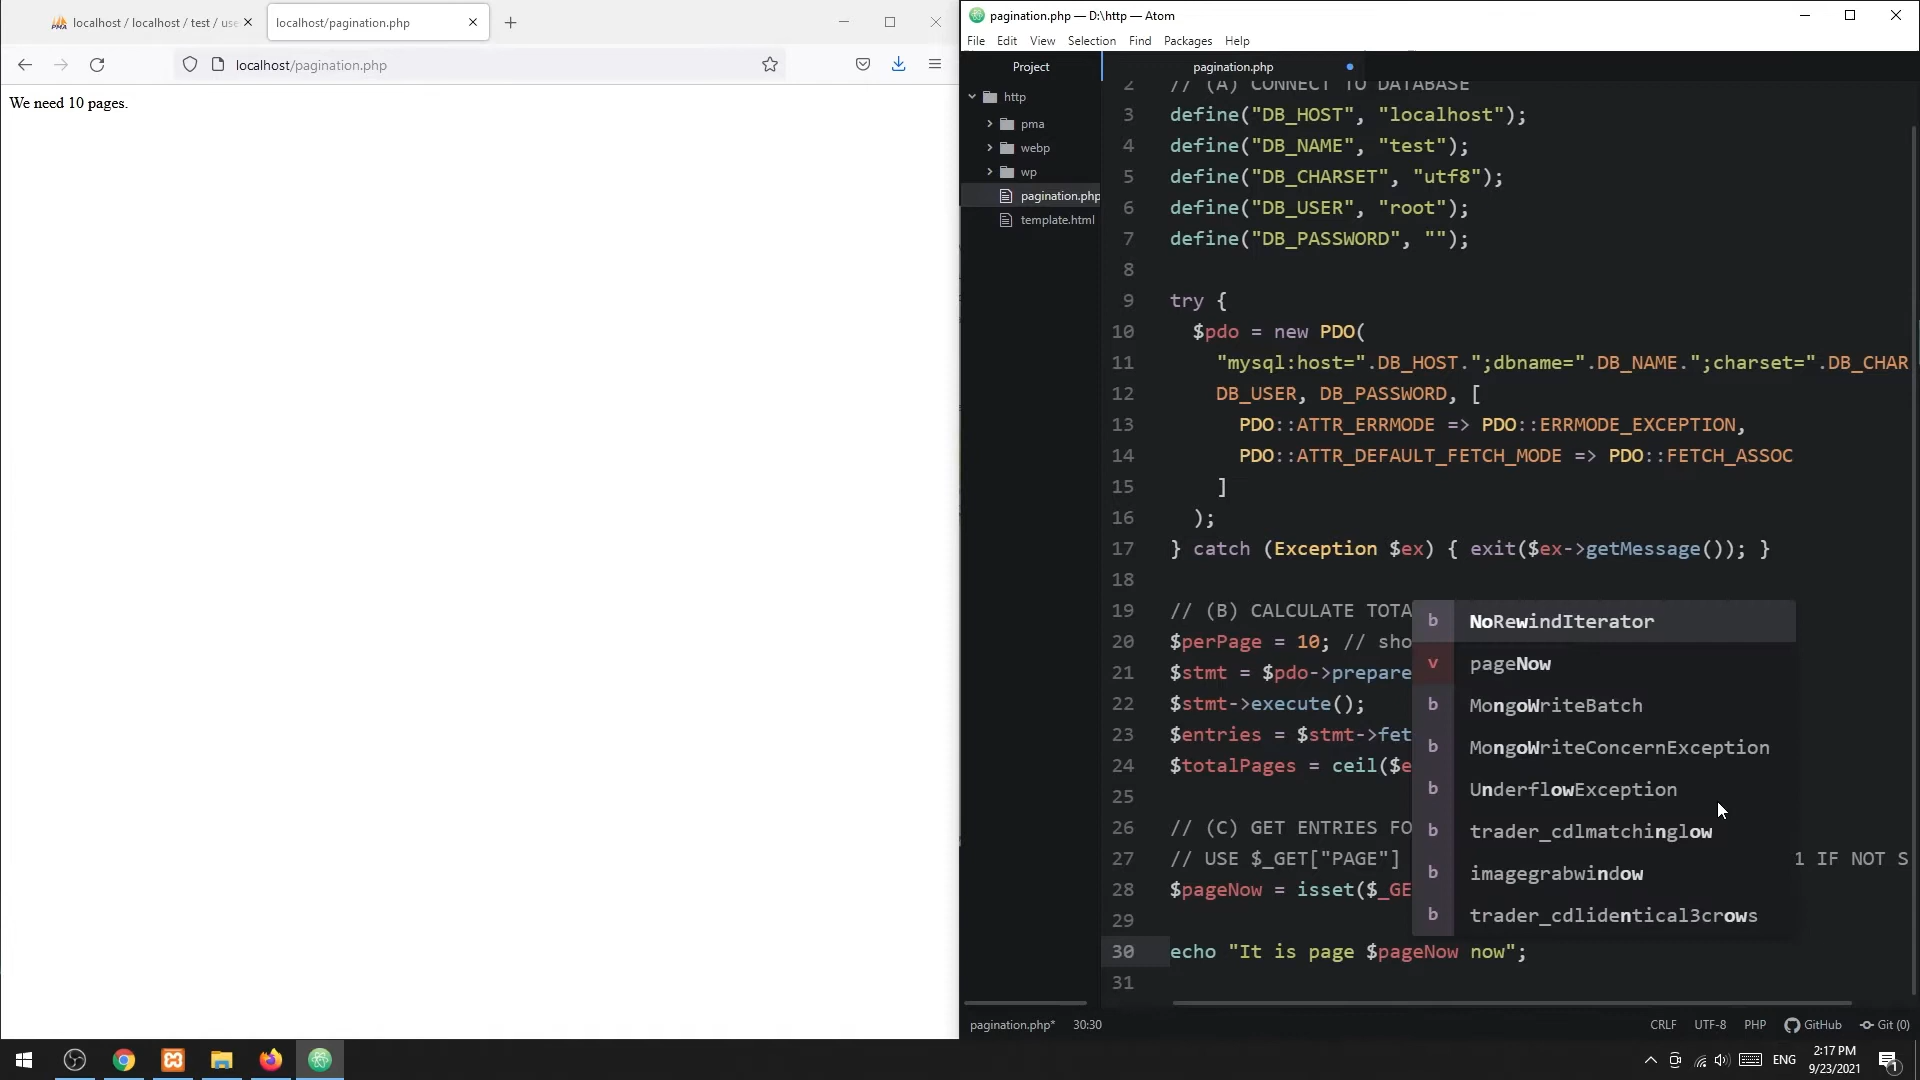 localhost / localhost / test / use
localhost/pagination.php
localhost/pagination.php
We need 10 pages.
pagination.php — D:\http — Atom
File Edit View Selection Find Packages Help
Project
http
pma
webp
wp
pagination.php
template.html
pagination.php
2 // (A) CONNECT TO DATABASE
3 define("DB_HOST", "localhost");
4 define("DB_NAME", "test");
5 define("DB_CHARSET", "utf8");
6 define("DB_USER", "root");
7 define("DB_PASSWORD", "");
8
9 try {
10 $pdo = new PDO(
11 "mysql:host=".DB_HOST.";dbname=".DB_NAME.";charset=".DB_CHAR
12 DB_USER, DB_PASSWORD, [
13 PDO::ATTR_ERRMODE => PDO::ERRMODE_EXCEPTION,
14 PDO::ATTR_DEFAULT_FETCH_MODE => PDO::FETCH_ASSOC
15 ]
16 );
17 } catch (Exception $ex) { exit($ex->getMessage()); }
18
19 // (B) CALCULATE TOTA
20 $perPage = 10; // sho
21 $stmt = $pdo->prepare
22 $stmt->execute();
23 $entries = $stmt->fet
24 $totalPages = ceil($e
25
26 // (C) GET ENTRIES FO
27 // USE $_GET["PAGE"] 1 IF NOT S
28 $pageNow = isset($_GE
29
30 echo "It is page $pageNow now";
31
b NoRewindIterator
v pageNow
b MongoWriteBatch
b MongoWriteConcernException
b UnderflowException
b trader_cdlmatchinglow
b imagegrabwindow
b trader_cdlidentical3crows
pagination.php* 30:30
CRLF UTF-8 PHP GitHub Git (0)
ENG
2:17 PM
9/23/2021
1